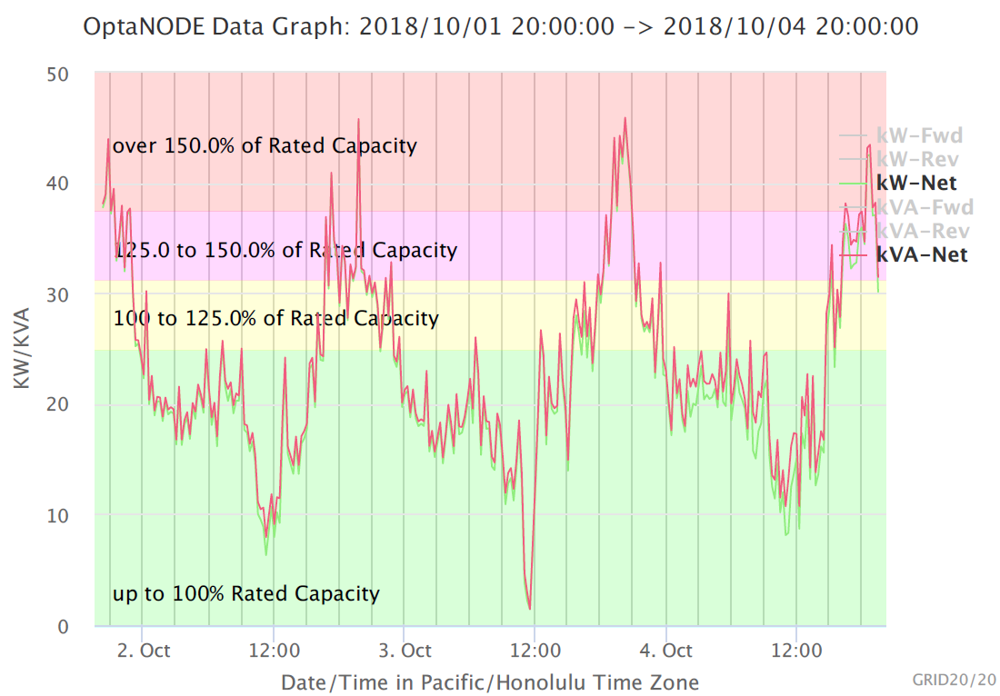 OptaNODE Data Graph: 2018/10/01 20:00:00 -> 2018/10/04 20:00:00
50
over 150.0% of Rated Capacity
kW-Fwd
kW-Rev
40
kW-Net
kVA-Fwd
kVA-Rev
125.0 to 150.0% of Rated Capacity
kVA-Net
30
100 to 125.0% of Rated Capacity
KW/KVA
20
10
up to 100% Rated Capacity
0
2. Oct 12:00 3. Oct 12:00 4. Oct 12:00
Date/Time in Pacific/Honolulu Time Zone
GRID20/20